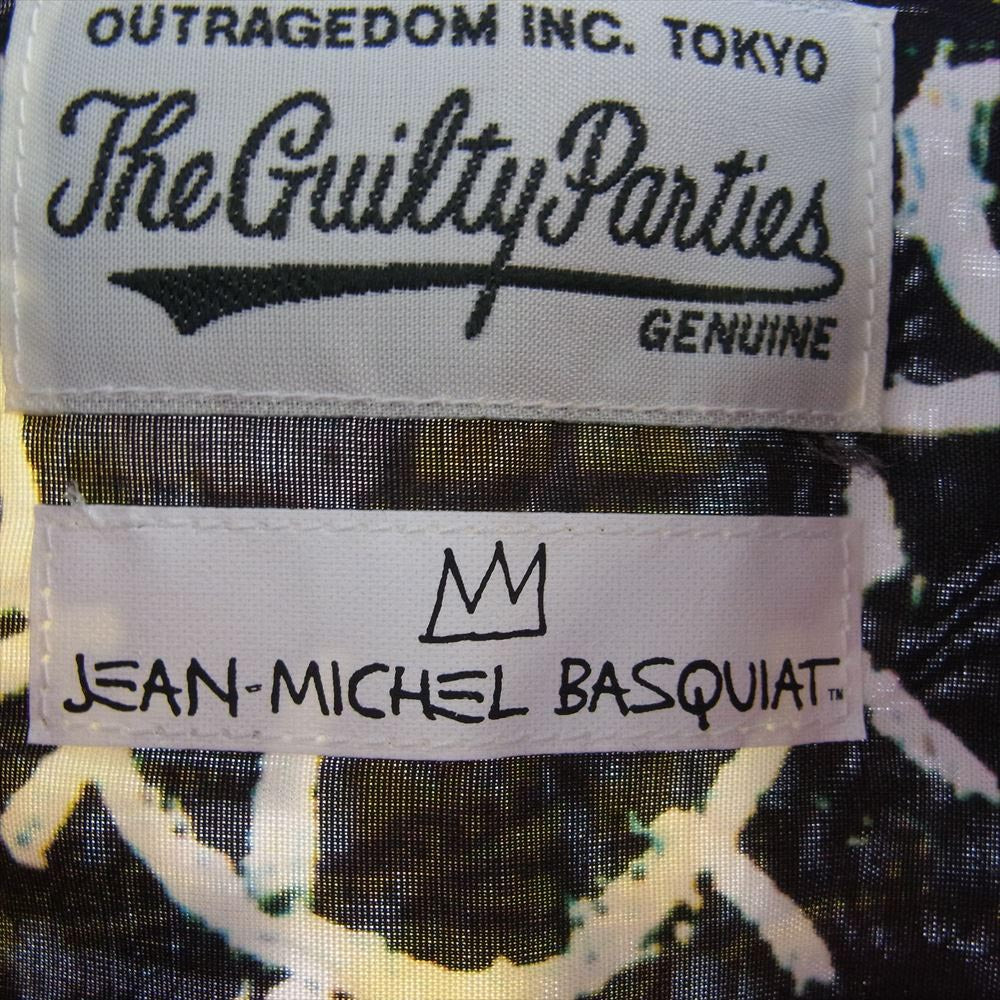 OUTRAGEDOM INC. TOKYO
The Guilty Parties
GENUINE
JEAN-MICHEL BASQUIAT™